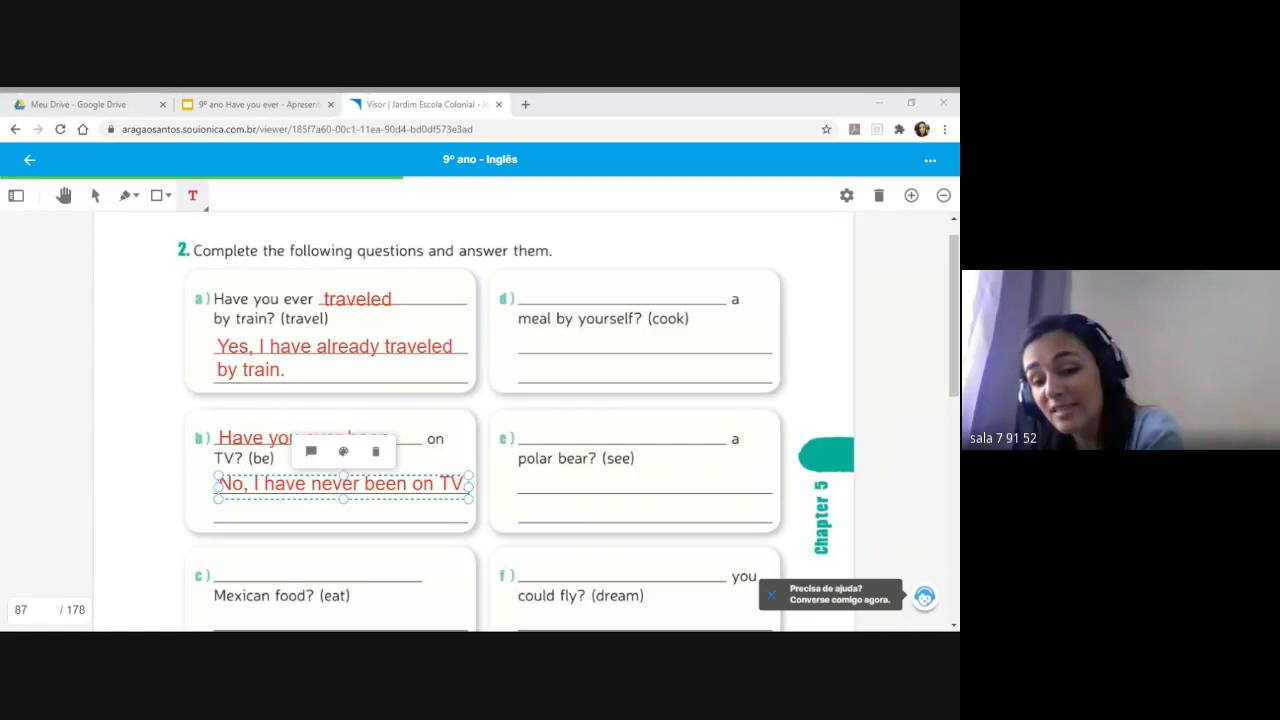 Meu Drive - Google Drive
9º ano Have you ever - Apresent
Visor | Jardim Escola Colonial -
aragaosantos.souionica.com.br/viewer/185f7a60-00c1-11ea-90d4-bd0df573e3ad
9º ano - Inglês
T
2. Complete the following questions and answer them.
a) Have you ever traveled
by train? (travel)
Yes, I have already traveled
by train.
b) Have you ever been on
TV? (be)
No, I have never been on TV.
c)
Mexican food? (eat)
d) a
meal by yourself? (cook)
e) a
polar bear? (see)
f) you
could fly? (dream)
Chapter 5
87 / 178
Precisa de ajuda?
Converse comigo agora.
sala 7 91 52